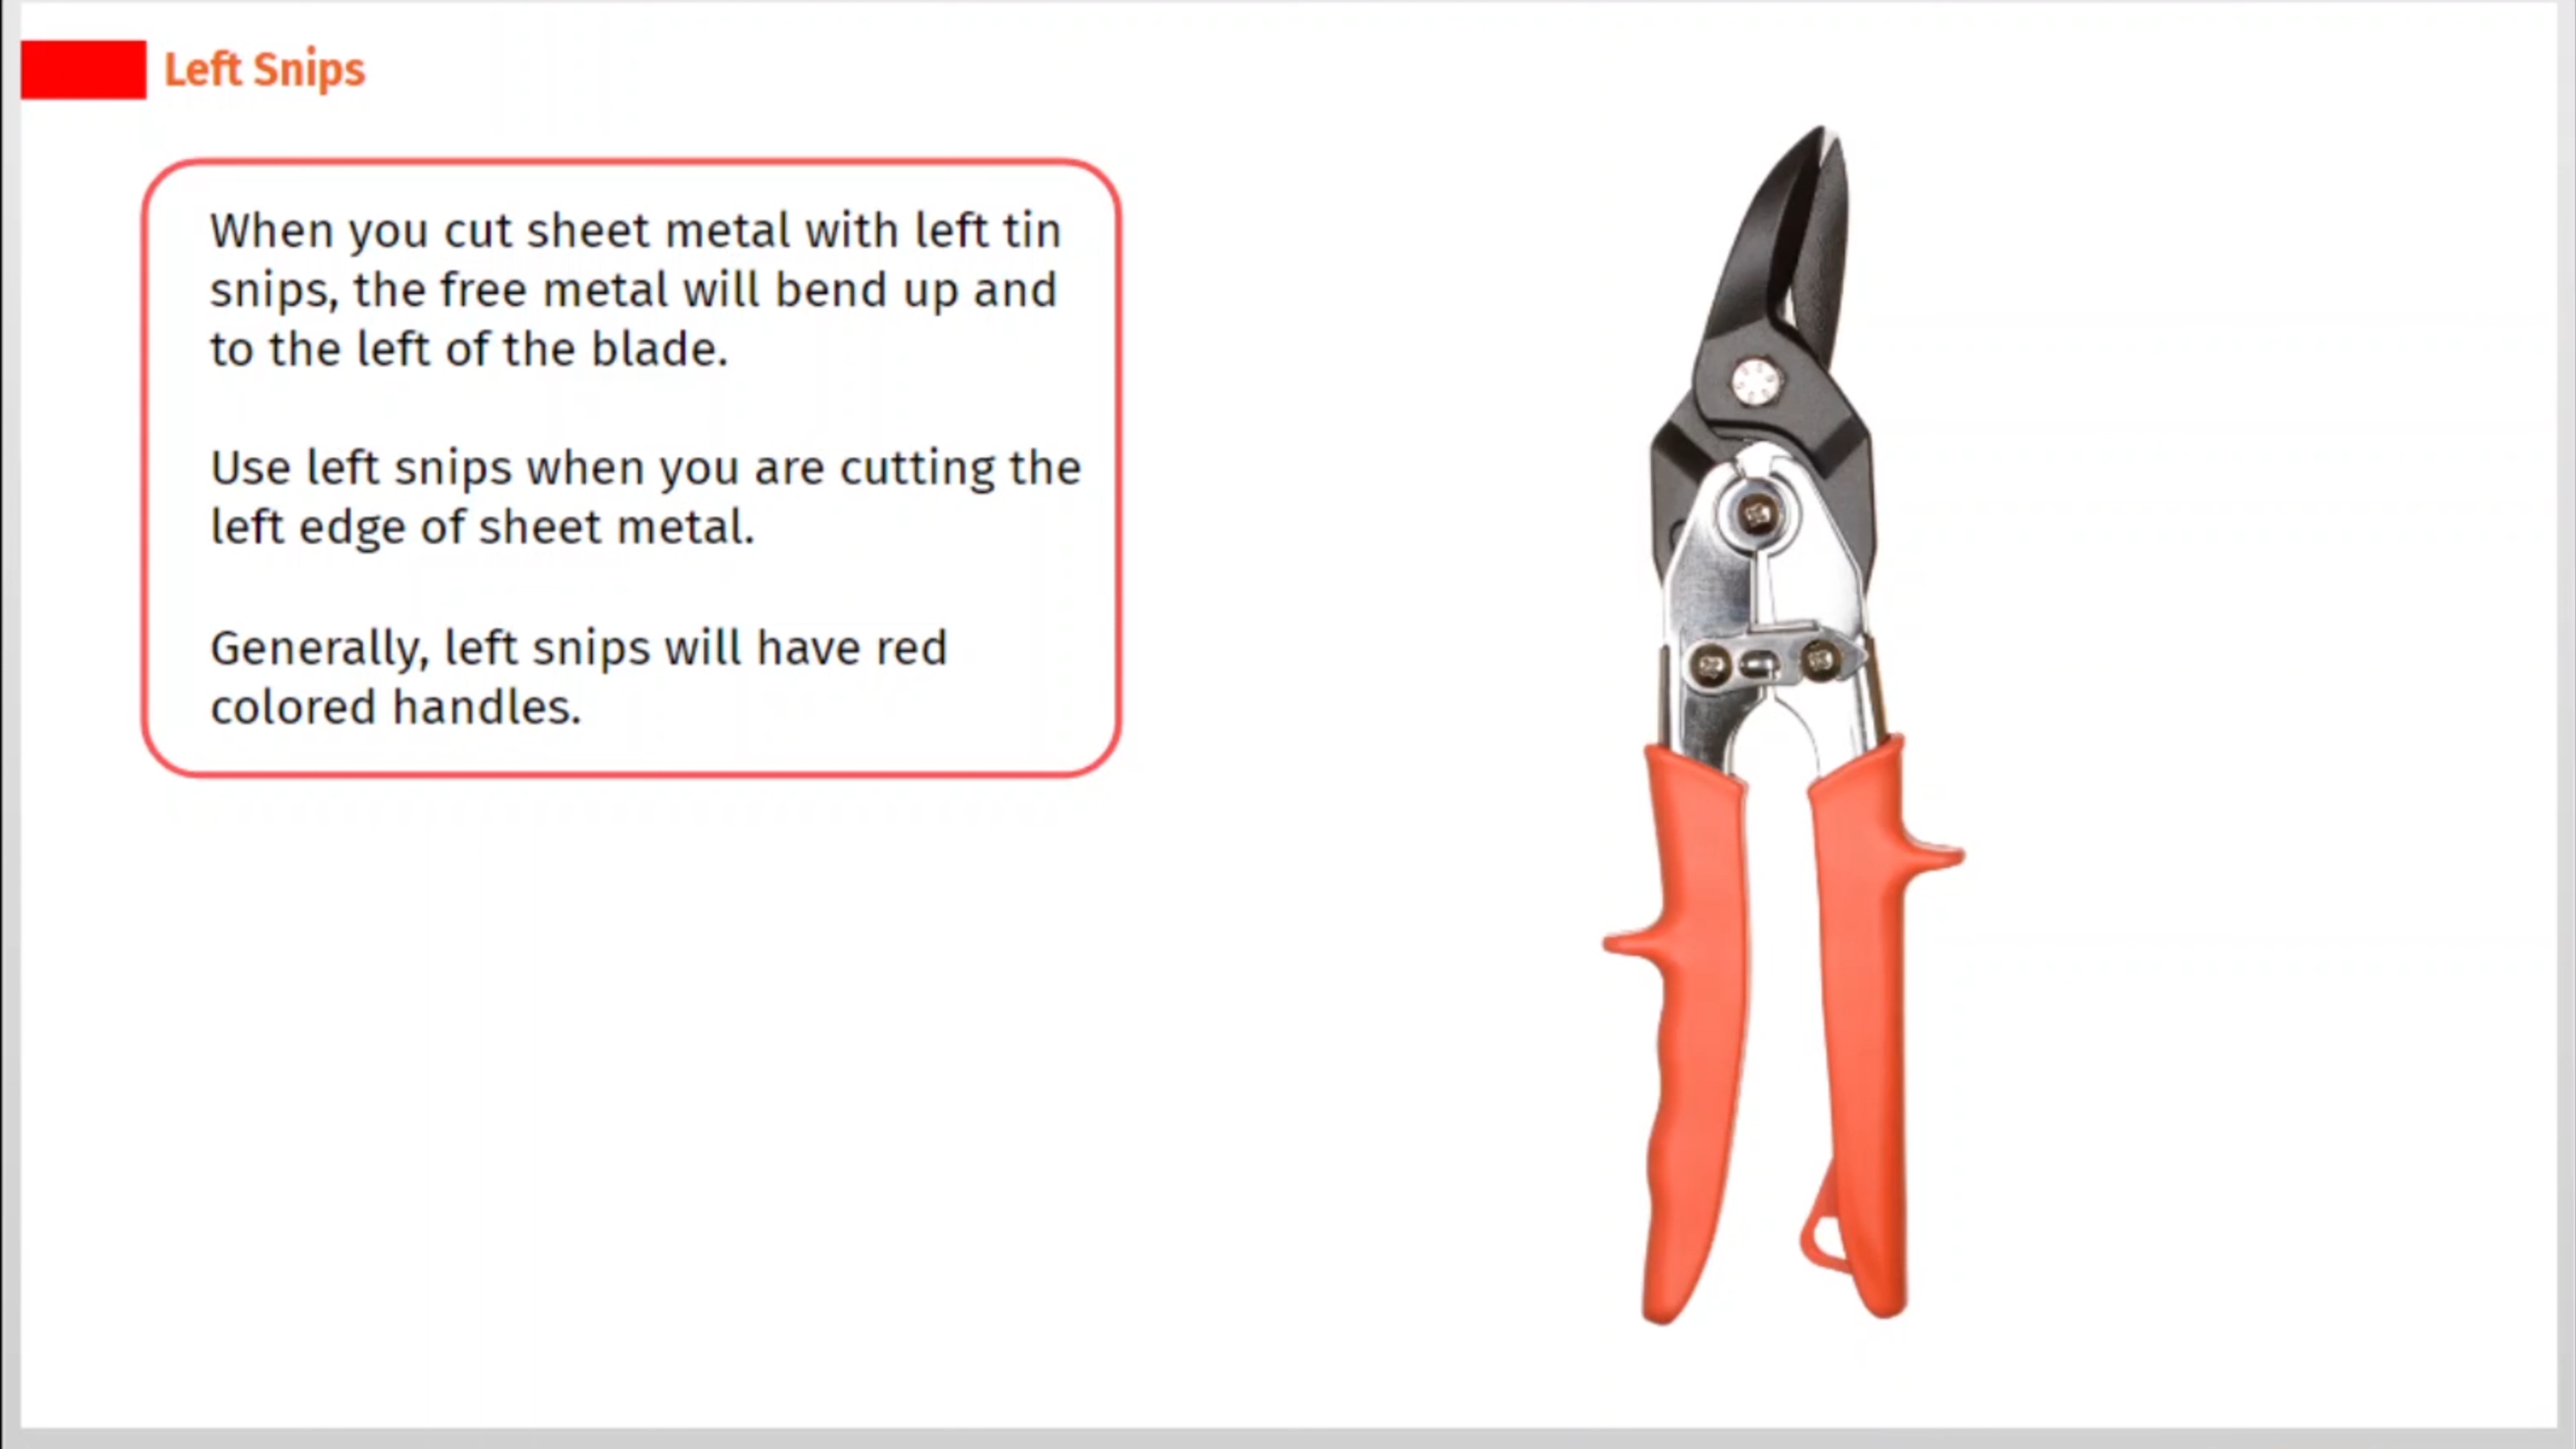 Left Snips
When you cut sheet metal with left tin
snips, the free metal will bend up and
to the left of the blade.
Use left snips when you are cutting the
left edge of sheet metal.
Generally, left snips will have red
colored handles.